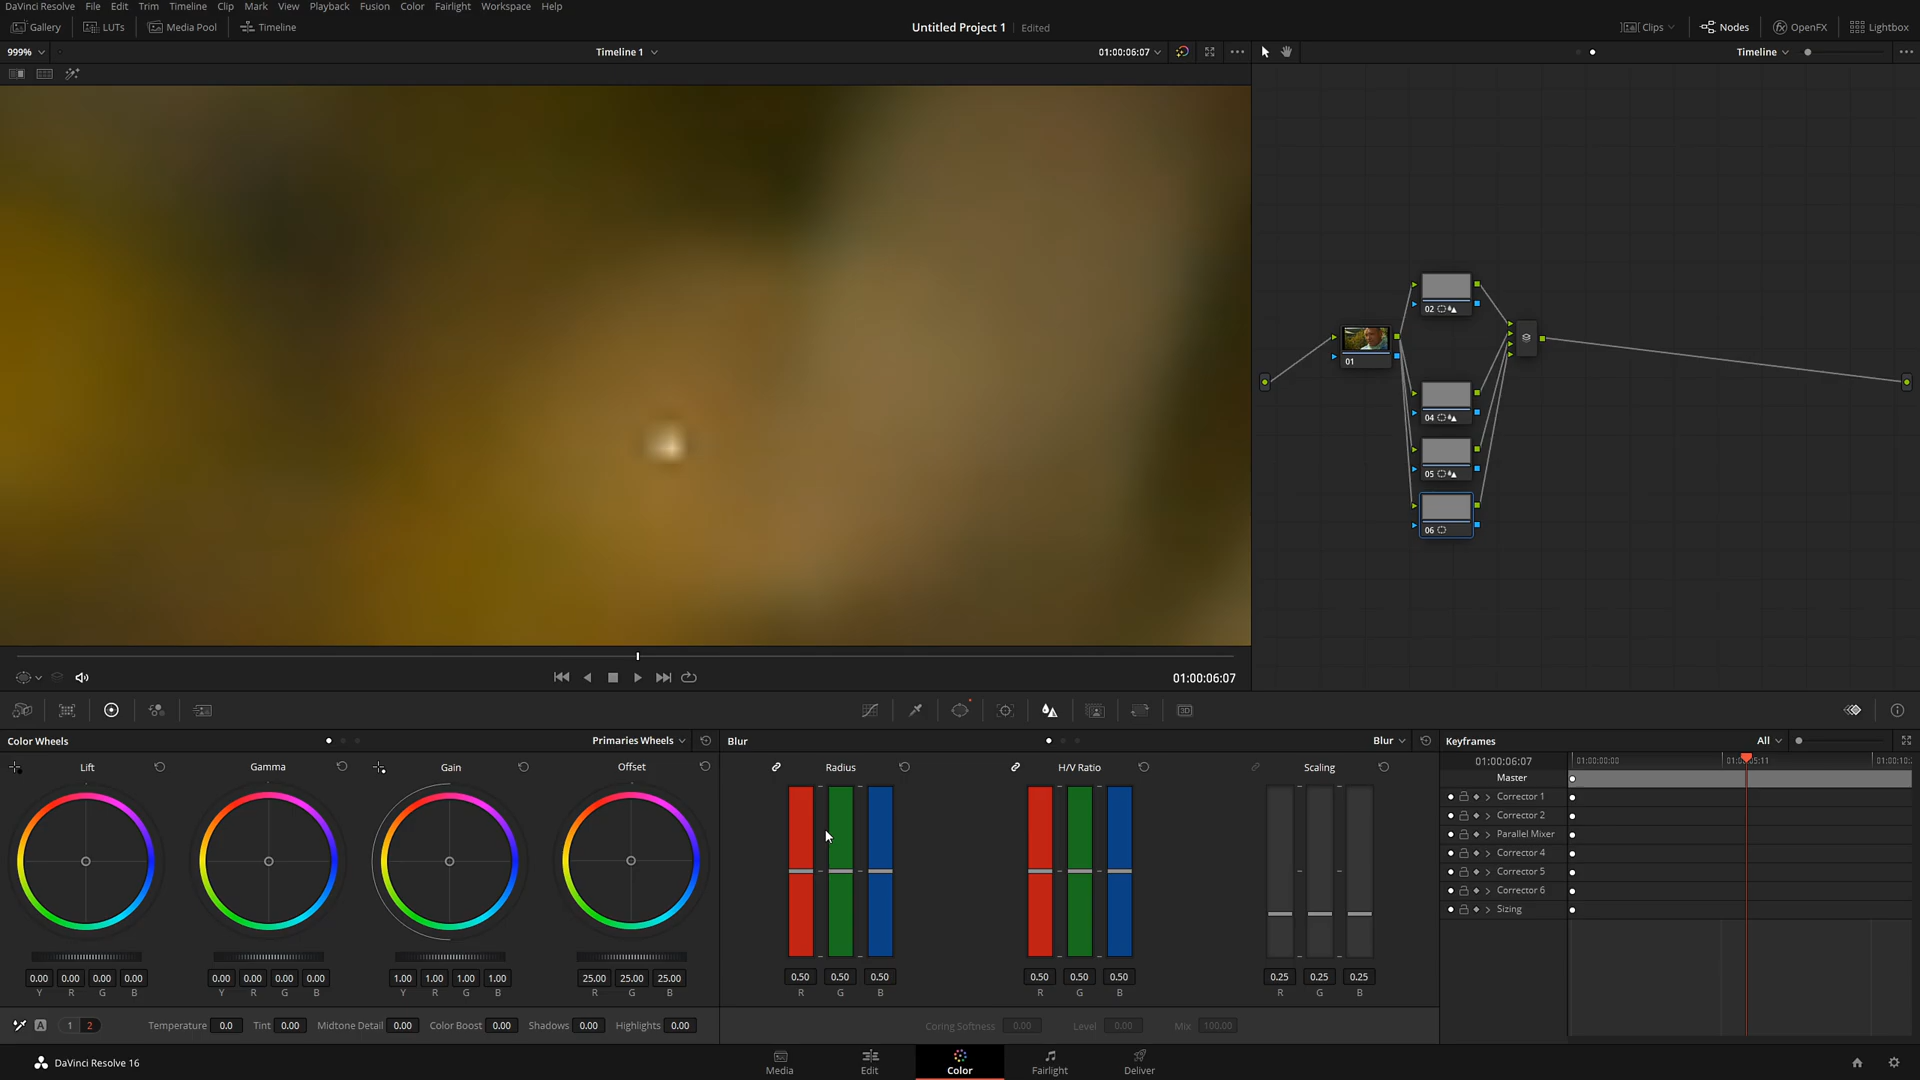 DaVinci Resolve File Edit Trim Timeline Clip Mark View Playback Fusion Color Fairlight Workspace Help
Gallery LUTs Media Pool Timeline Untitled Project 1 Edited Clips Nodes OpenFX Lightbox
999% Timeline 1 01:00:06:07 Timeline
02
01
04
05
06
01:00:06:07
Color Wheels Primaries Wheels Blur Blur Keyframes All
Lift Gamma Gain Offset Radius H/V Ratio Scaling
01:00:06:07 01:00:00:00
Master
Corrector 1
Corrector 2
Parallel Mixer
Corrector 4
Corrector 5
Corrector 6
Sizing
0.00 0.00 0.00 0.00 0.00 0.00 0.00 0.00 1.00 1.00 1.00 1.00 25.00 25.00 25.00 0.50 0.50 0.50 0.50 0.50 0.50 0.25 0.25 0.25
Y R G B Y R G B Y R G B R G B R G B R G B R G B
A 1 2 Temperature 0.0 Tint 0.00 Midtone Detail 0.00 Color Boost 0.00 Shadows 0.00 Highlights 0.00 Coring Softness 0.00 Level 0.00 Mix 100.00
DaVinci Resolve 16 Media Edit Color Fairlight Deliver